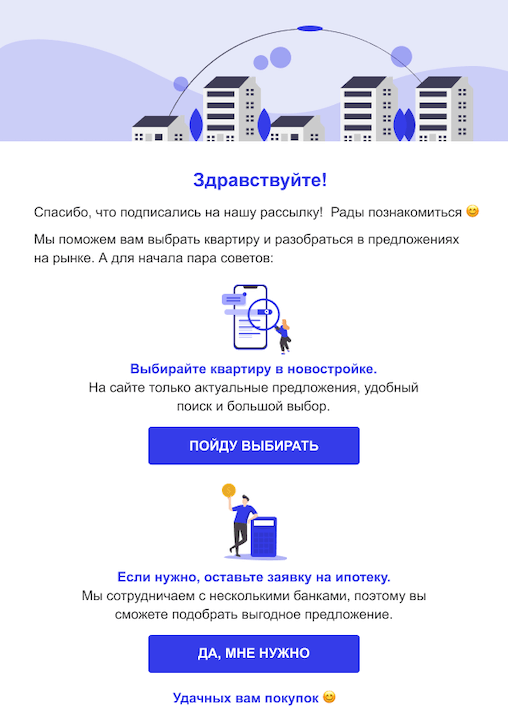 Здравствуйте!
Спасибо, что подписались на нашу рассылку!  Рады познакомиться 😊
Мы поможем вам выбрать квартиру и разобраться в предложениях
на рынке. А для начала пара советов:
Выбирайте квартиру в новостройке.
На сайте только актуальные предложения, удобный
поиск и большой выбор.
ПОЙДУ ВЫБИРАТЬ
Если нужно, оставьте заявку на ипотеку.
Мы сотрудничаем с несколькими банками, поэтому вы
сможете подобрать выгодное предложение.
ДА, МНЕ НУЖНО
Удачных вам покупок 😊